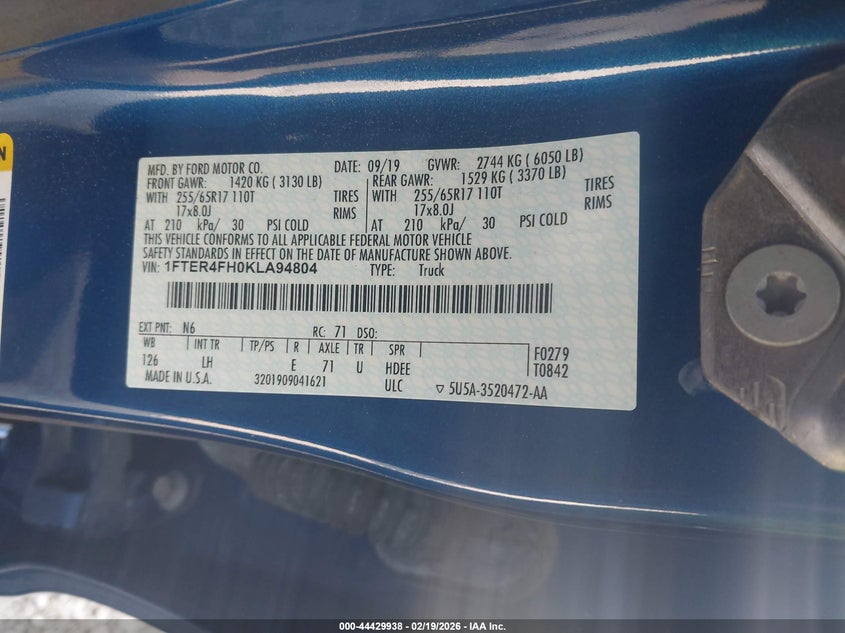 MFD. BY FORD MOTOR CO. DATE: 09/19 GVWR: 2744 KG ( 6050 LB)
FRONT GAWR: 1420 KG ( 3130 LB) REAR GAWR: 1529 KG ( 3370 LB)
WITH 255/65R17 110T TIRES WITH 255/65R17 110T TIRES
17x8.0J RIMS 17x8.0J RIMS
AT 210 kPa/ 30 PSI COLD AT 210 kPa/ 30 PSI COLD
THIS VEHICLE CONFORMS TO ALL APPLICABLE FEDERAL MOTOR VEHICLE
SAFETY STANDARDS IN EFFECT ON THE DATE OF MANUFACTURE SHOWN ABOVE.
VIN: 1FTER4FH0KLA94804 TYPE: Truck
EXT PNT: N6 RC: 71 DSO:
WB INT TR TP/PS R AXLE TR SPR F0279
126 LH E 71 U HDEE T0842
MADE IN U.S.A. 3201909041621 ULC ▽ 5U5A-3520472-AA
000-44429938 - 02/19/2026 - IAA Inc.